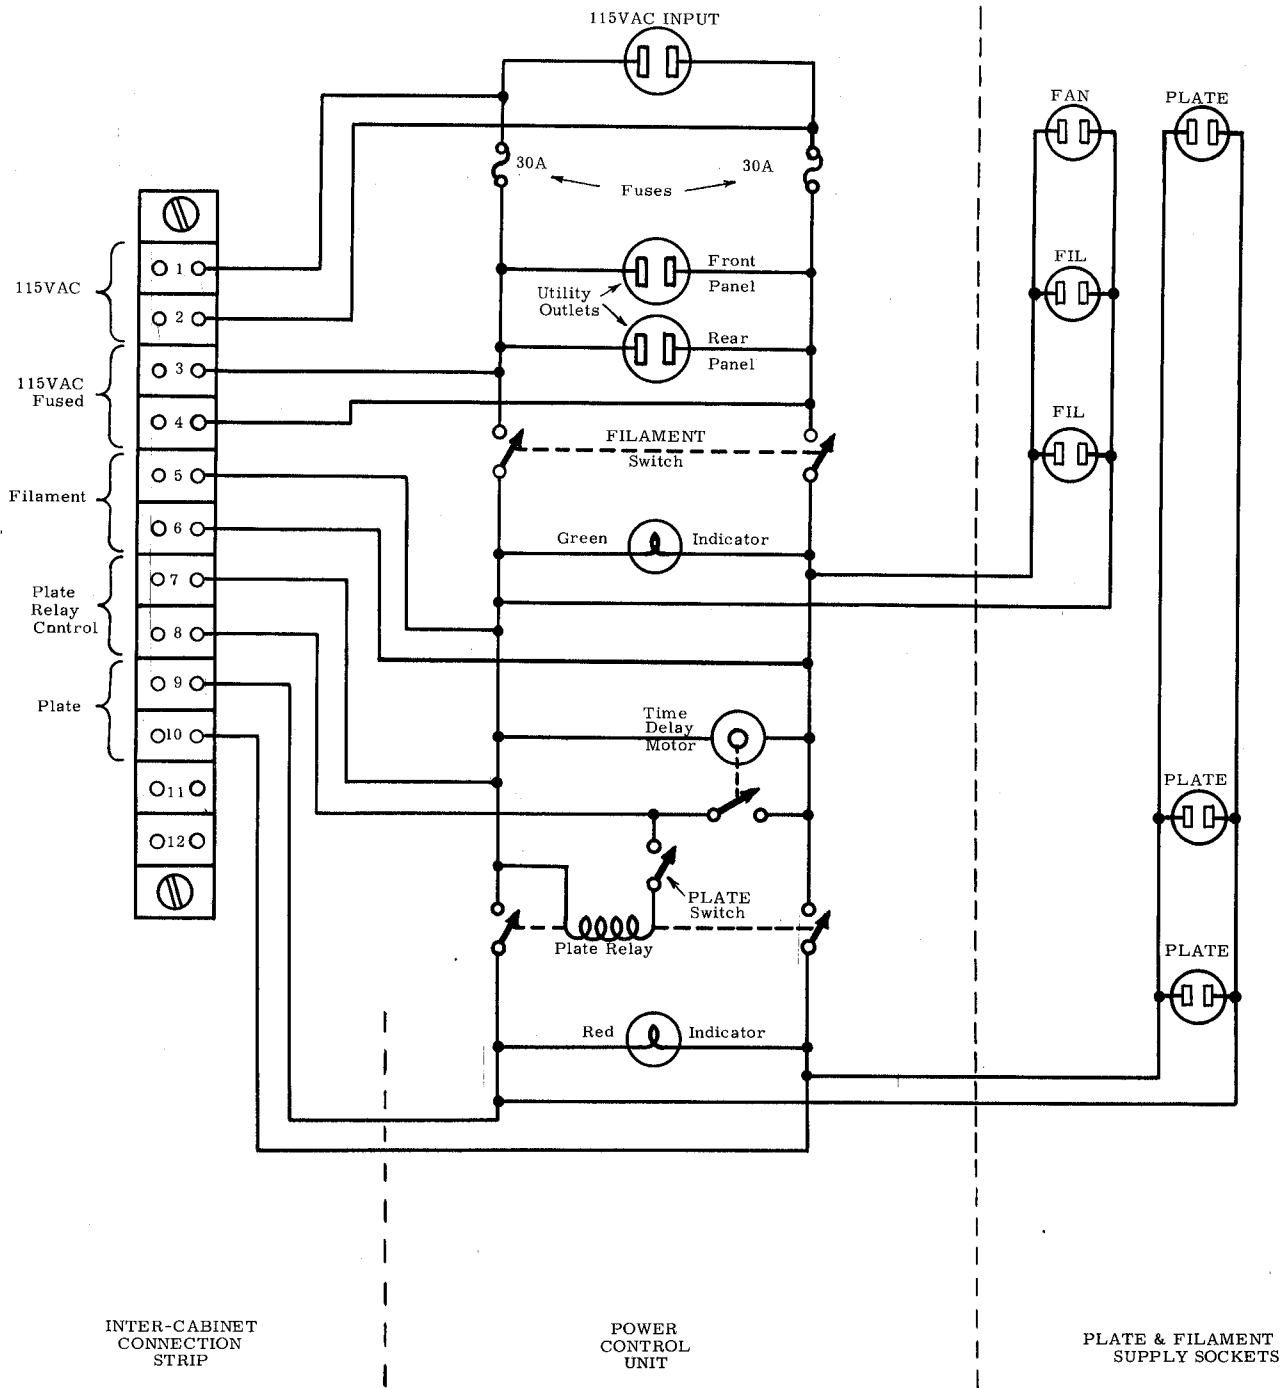 115VAC INPUT
30A
30A
Fuses
Front
Panel
Utility
Outlets
Rear
Panel
FILAMENT
Switch
Green
Indicator
Time
Delay
Motor
PLATE
Switch
Plate Relay
Red
Indicator
115VAC
115VAC
Fused
Filament
Plate
Relay
Control
Plate
1
2
3
4
5
6
7
8
9
10
11
12
FAN
FIL
FIL
PLATE
PLATE
PLATE
INTER-CABINET
CONNECTION
STRIP
POWER
CONTROL
UNIT
PLATE & FILAMENT
SUPPLY SOCKETS